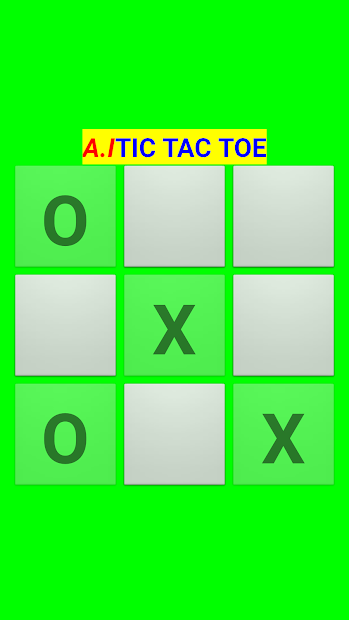 A.ITIC TAC TOE
O
X
O X